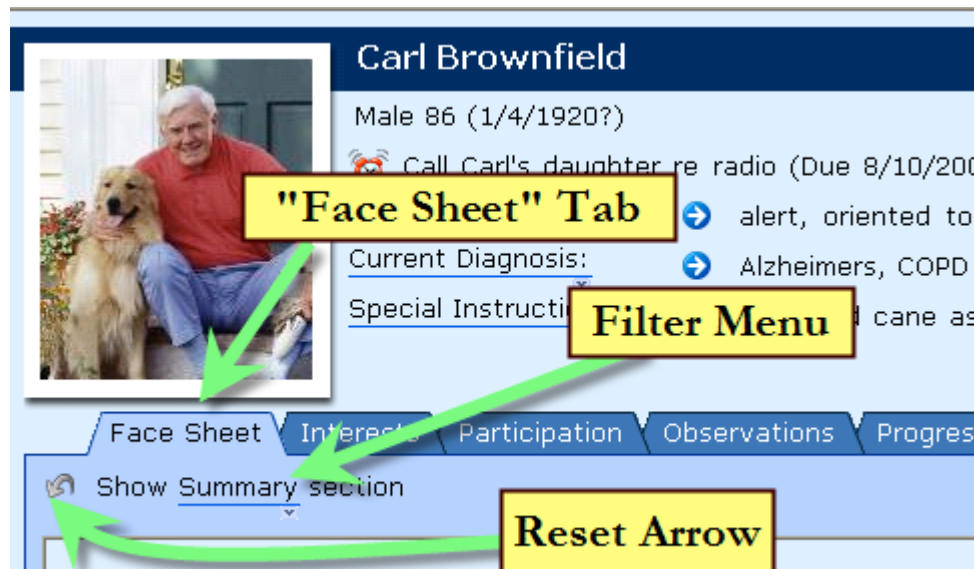 Carl Brownfield
Male 86 (1/4/1920?)
Call Carl's daughter re radio (Due 8/10/200
"Face Sheet" Tab
alert, oriented to
Current Diagnosis:
Alzheimers, COPD
Special Instructi
Filter Menu
cane as
Face Sheet Interests Participation Observations Progres
Show Summary section
Reset Arrow